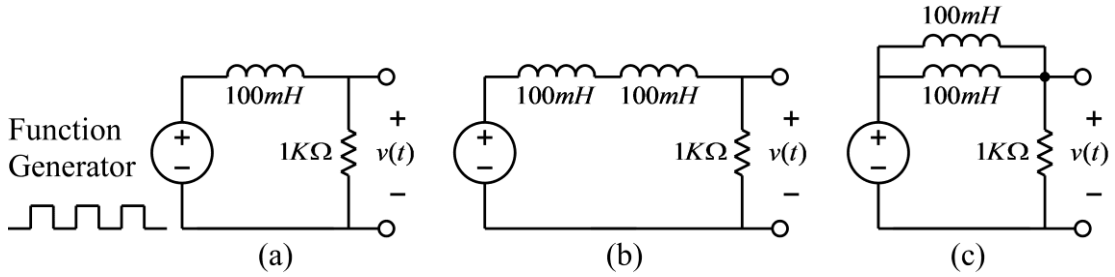 Function
Generator
100mH
+
−
1KΩ
+
v(t)
−
(a)
100mH 100mH
+
−
1KΩ
+
v(t)
−
(b)
100mH
100mH
+
−
1KΩ
+
v(t)
−
(c)